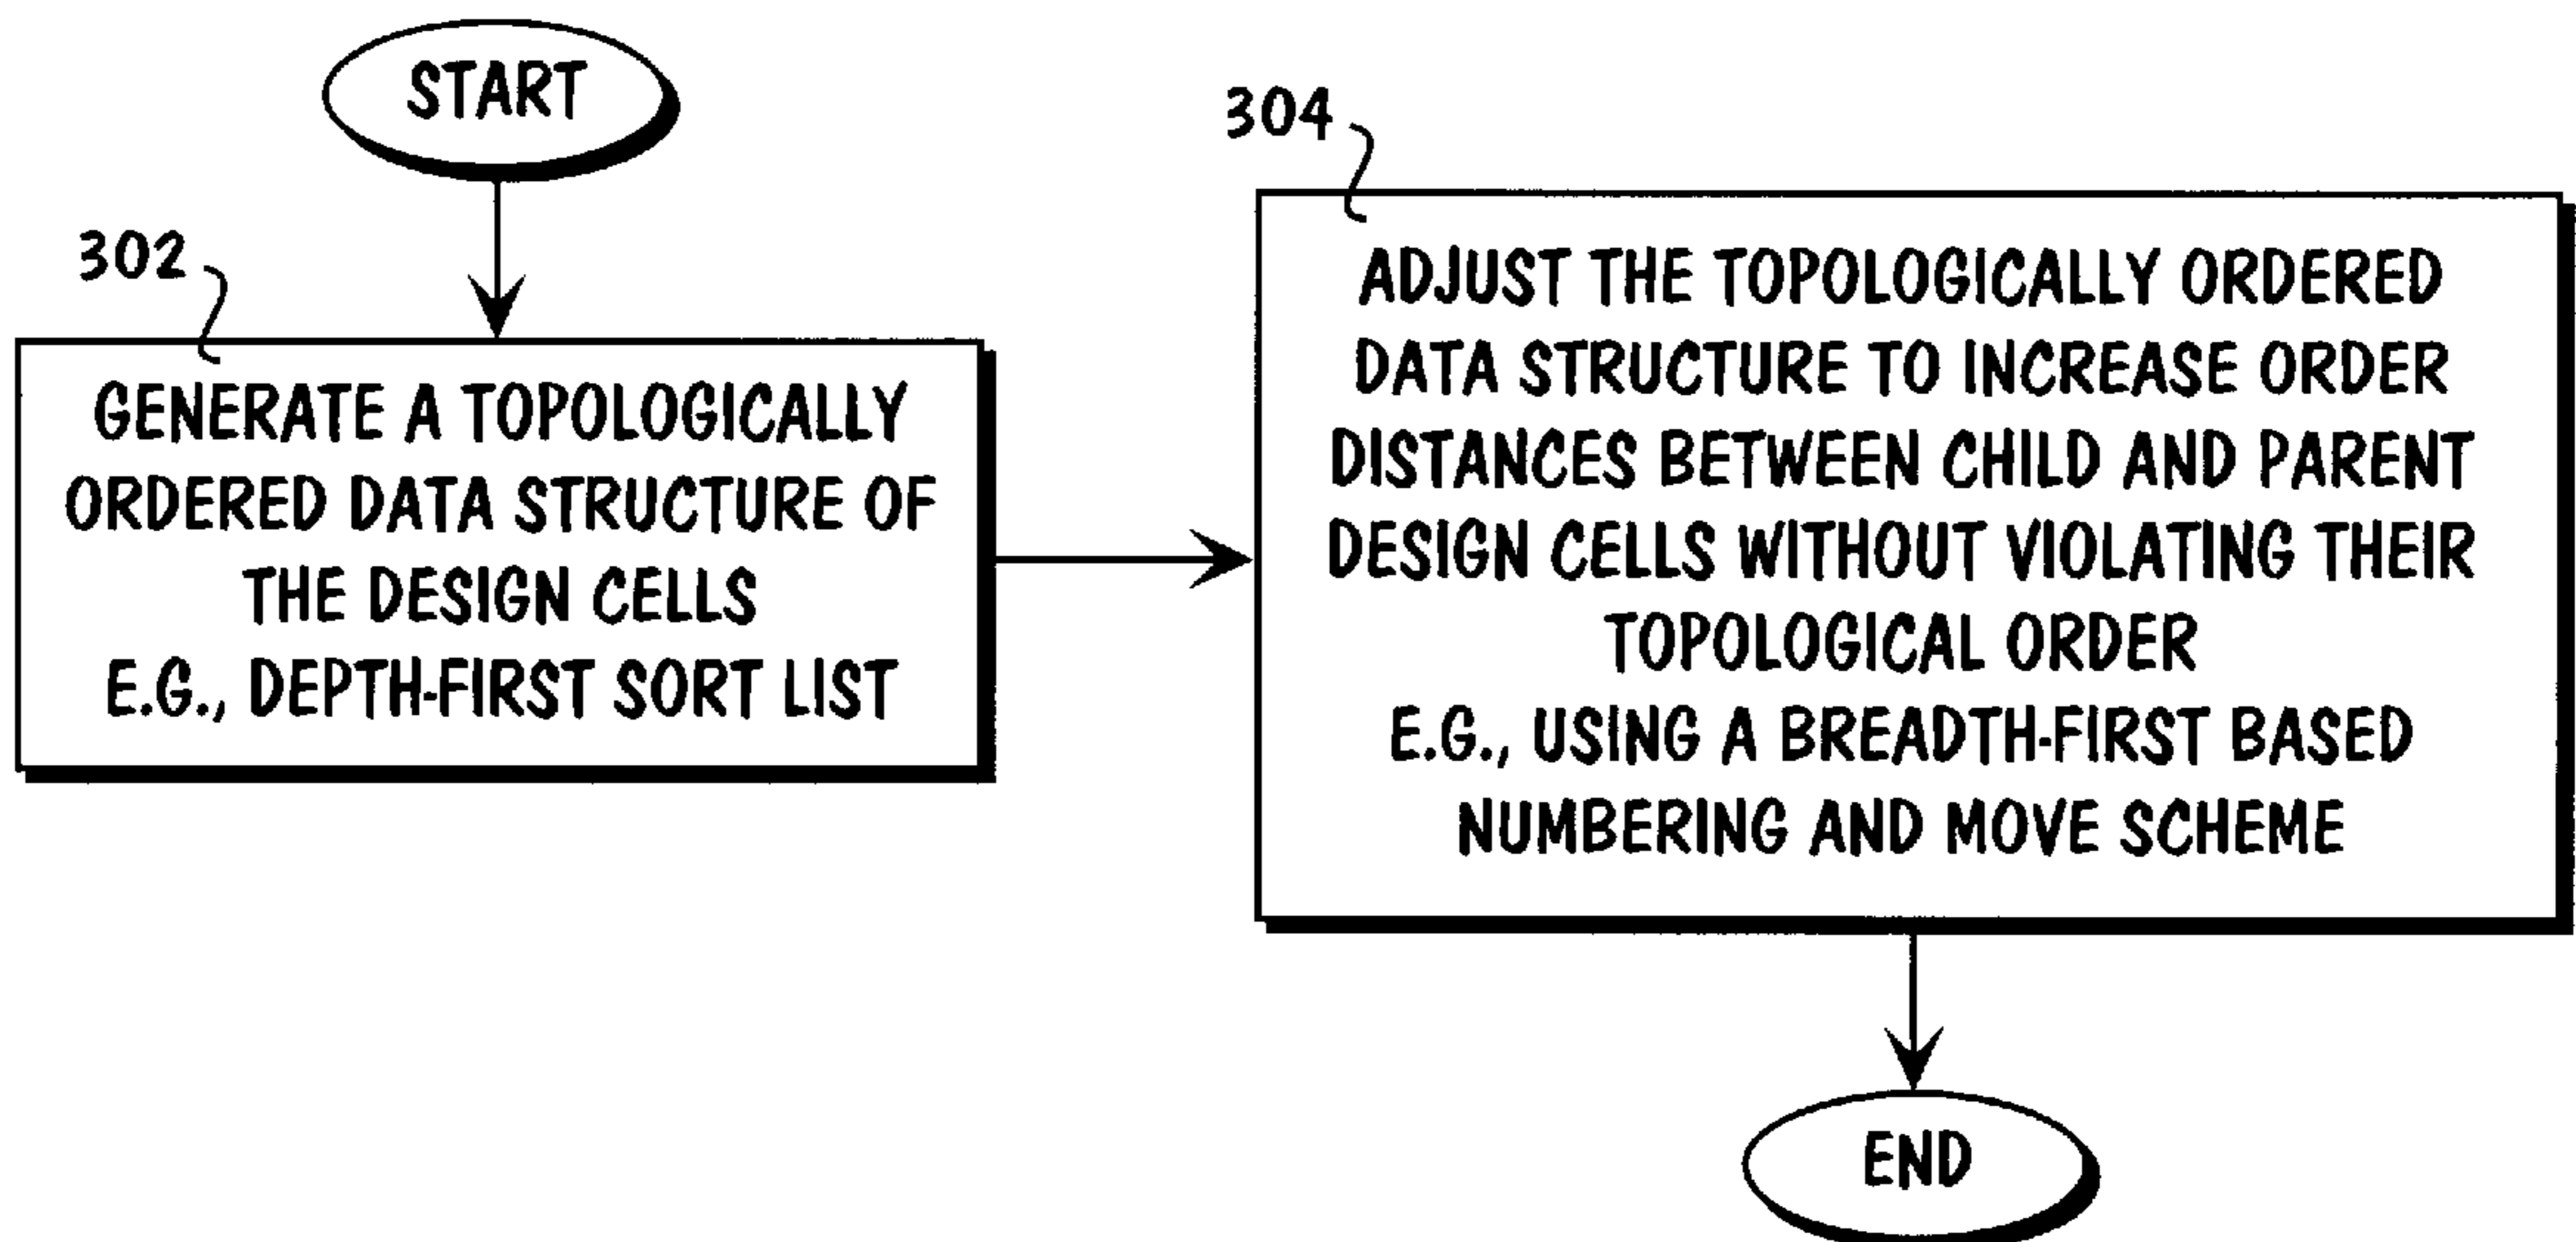 START
302
GENERATE A TOPOLOGICALLY
ORDERED DATA STRUCTURE OF
THE DESIGN CELLS
E.G., DEPTH-FIRST SORT LIST
304
ADJUST THE TOPOLOGICALLY ORDERED
DATA STRUCTURE TO INCREASE ORDER
DISTANCES BETWEEN CHILD AND PARENT
DESIGN CELLS WITHOUT VIOLATING THEIR
TOPOLOGICAL ORDER
E.G., USING A BREADTH-FIRST BASED
NUMBERING AND MOVE SCHEME
END